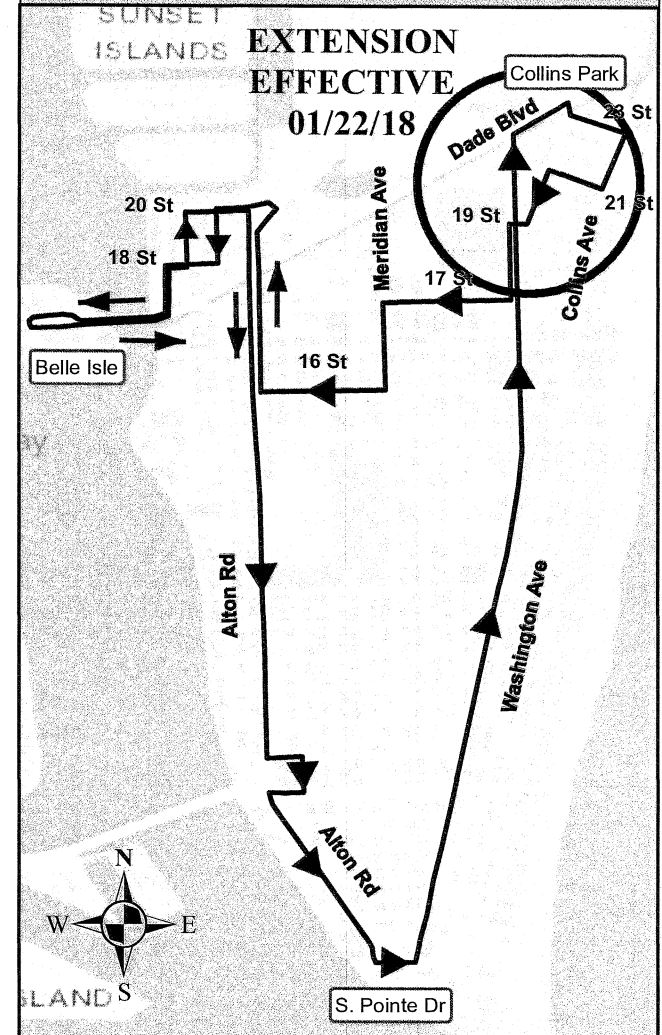 SUNSET
ISLANDS
EXTENSION
EFFECTIVE
01/22/18
Collins Park
23 St
Dade Blvd
20 St
21 St
19 St
Meridian Ave
18 St
Collins Ave
17 St
16 St
Belle Isle
ay
Alton Rd
Washington Ave
Alton Rd
N
W
E
S
SLAND
S. Pointe Dr